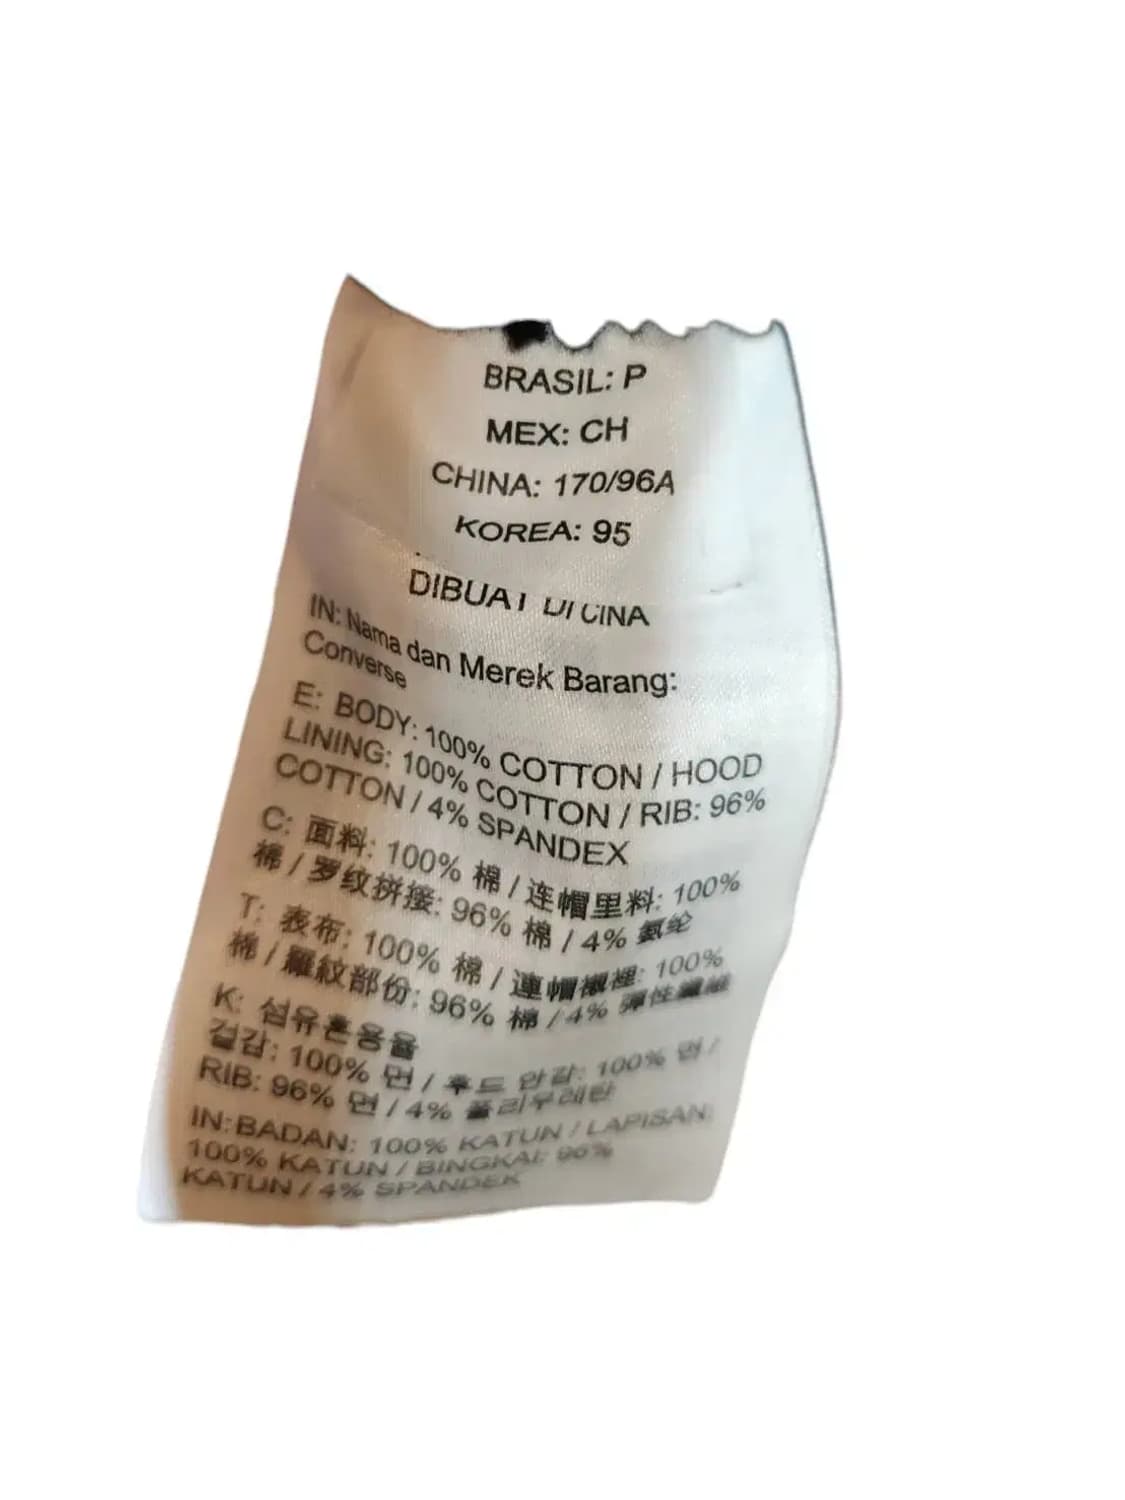 BRASIL: P
MEX: CH
CHINA: 170/96A
KOREA: 95
DIBUAT DI CINA
IN: Nama dan Merek Barang:
Converse
E: BODY: 100% COTTON / HOOD
LINING: 100% COTTON / RIB: 96%
COTTON / 4% SPANDEX
C: 面料: 100% 棉 / 连帽里料: 100%
棉 / 罗纹拼接: 96% 棉 / 4% 氨纶
T: 表布: 100% 棉 / 連帽襯裡: 100%
棉 / 羅紋部份: 96% 棉 / 4% 彈性纖維
K: 섬유혼용율
겉감: 100% 면 / 후드 안감: 100% 면 /
RIB: 96% 면 / 4% 폴리우레탄
IN: BADAN: 100% KATUN / LAPISAN:
100% KATUN / BINGKAI: 96%
KATUN / 4% SPANDEK